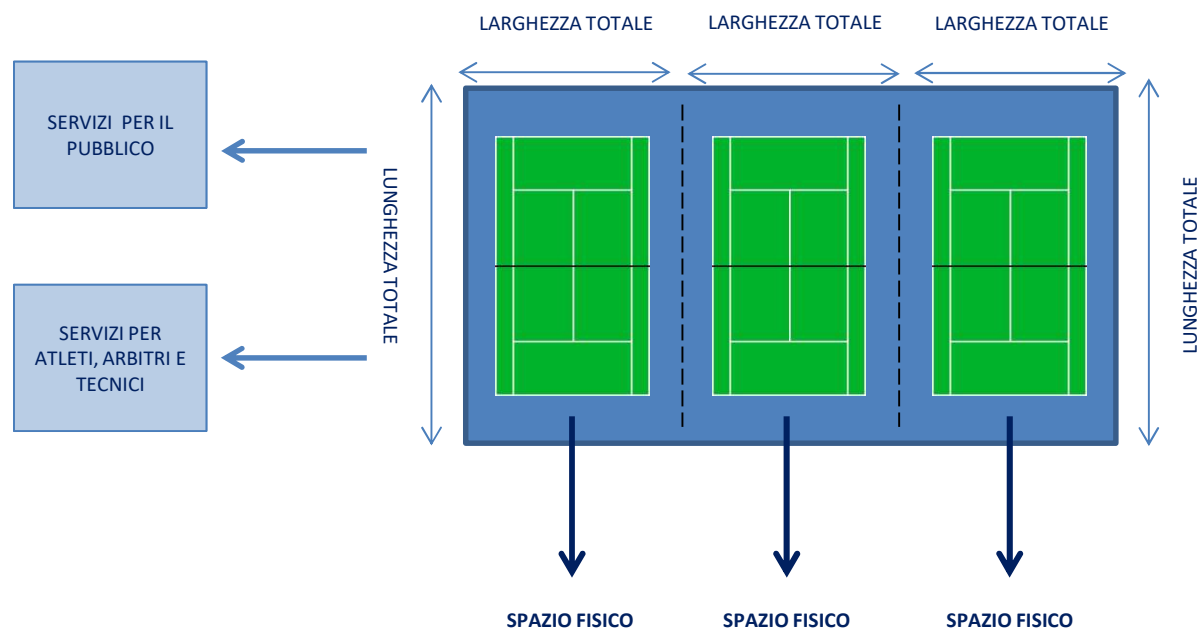 LARGHEZZA TOTALE
LARGHEZZA TOTALE
LARGHEZZA TOTALE
SERVIZI PER IL
PUBBLICO
LUNGHEZZA TOTALE
LUNGHEZZA TOTALE
SERVIZI PER
ATLETI, ARBITRI E
TECNICI
SPAZIO FISICO
SPAZIO FISICO
SPAZIO FISICO